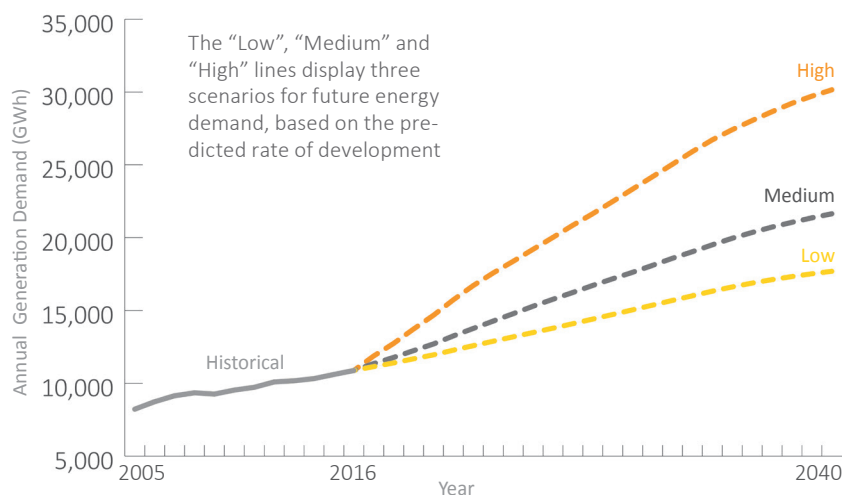 35,000
The “Low”, “Medium” and
“High” lines display three
scenarios for future energy
demand, based on the pre-
dicted rate of development
High
30,000
25,000
Medium
20,000
Low
15,000
Historical
10,000
5,000
Annual Generation Demand (GWh)
2005
2016
2040
Year